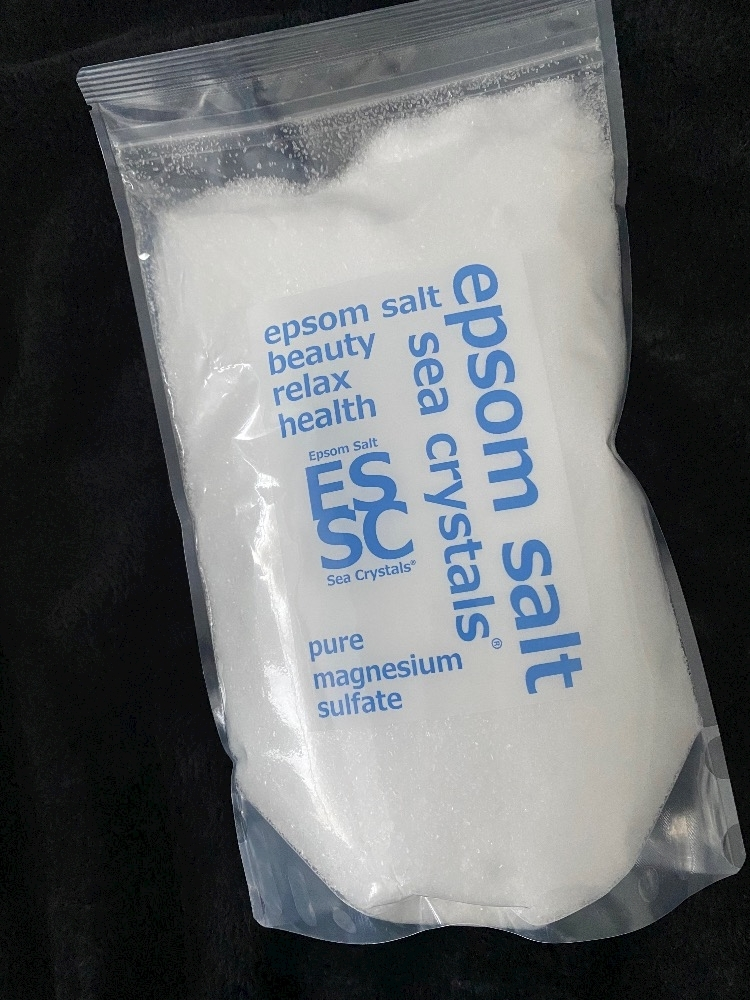 epsom salt
beauty
relax
health
Epsom Salt
ES
SC
Sea Crystals®
pure
magnesium
sulfate
epsom salt
sea crystals®